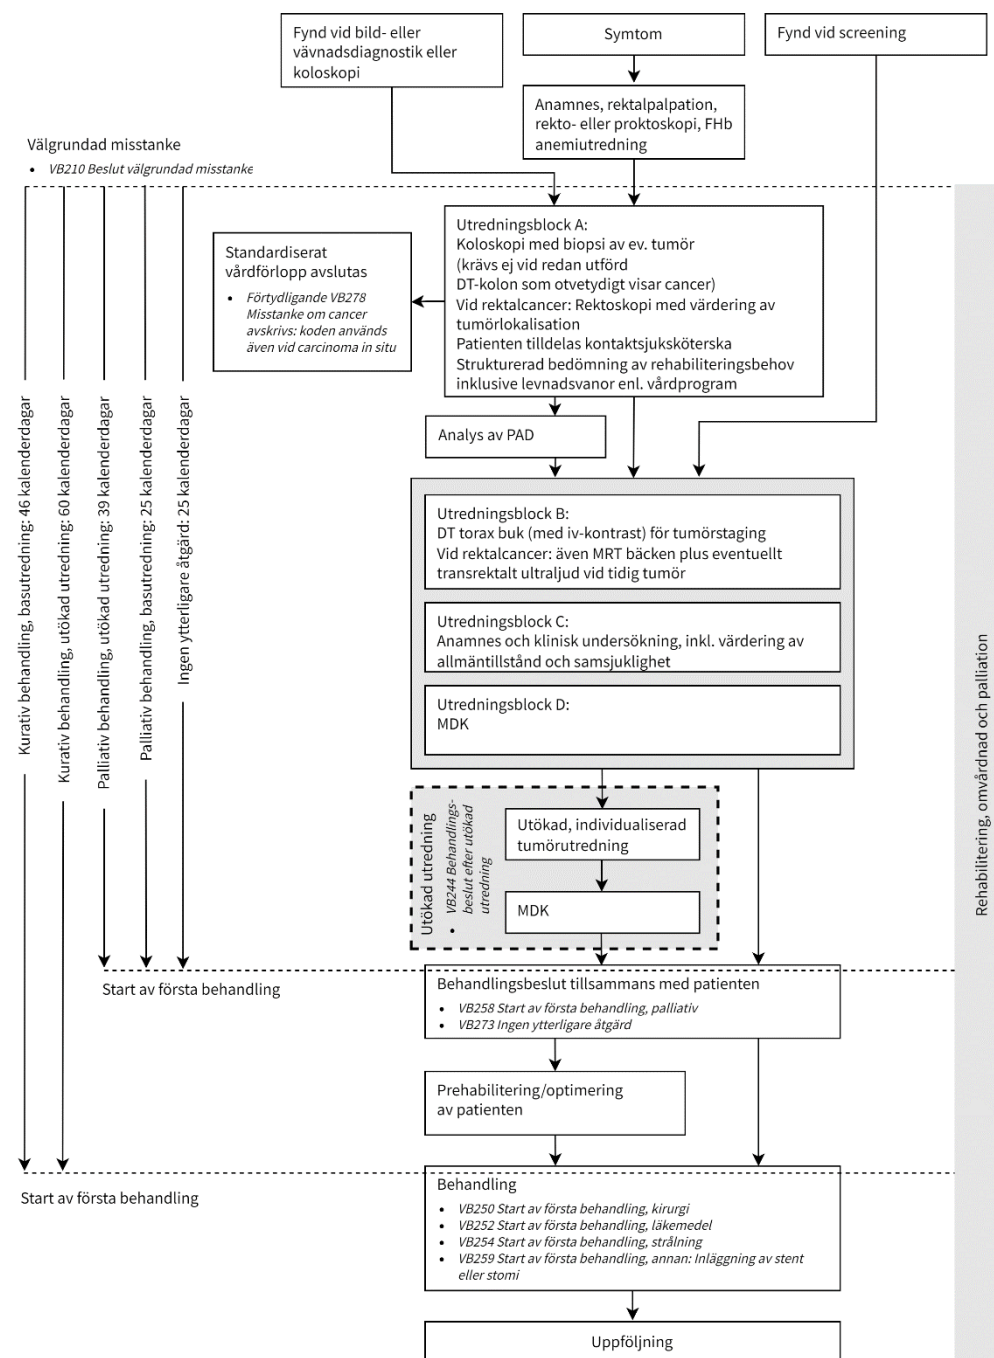 Fynd vid bild- eller
vävnadsdiagnostik eller
koloskopi
Symtom
Fynd vid screening
Anamnes, rektalpalpation,
rekto- eller proktoskopi, FHb
anemiutredning
Välgrundad misstanke
• VB210 Beslut välgrundad misstanke
Utredningsblock A:
Koloskopi med biopsi av ev. tumör
(krävs ej vid redan utförd
DT-kolon som otvetydigt visar cancer)
Vid rektalcancer: Rektoskopi med värdering av
tumörlokalisation
Patienten tilldelas kontaktsjuksköterska
Strukturerad bedömning av rehabiliteringsbehov
inklusive levnadsvanor enl. vårdprogram
Standardiserat
vårdförlopp avslutas
• Förtydligande VB278
Misstanke om cancer
avskrivs: koden används
även vid carcinoma in situ
Kurativ behandling, basutredning: 46 kalenderdagar
Kurativ behandling, utökad utredning: 60 kalenderdagar
Palliativ behandling, utökad utredning: 39 kalenderdagar
Palliativ behandling, basutredning: 25 kalenderdagar
Ingen ytterligare åtgärd: 25 kalenderdagar
Analys av PAD
Utredningsblock B:
DT torax buk (med iv-kontrast) för tumörstaging
Vid rektalcancer: även MRT bäcken plus eventuellt
transrektalt ultraljud vid tidig tumör
Utredningsblock C:
Anamnes och klinisk undersökning, inkl. värdering av
allmäntillstånd och samsjuklighet
Utredningsblock D:
MDK
Rehabilitering, omvårdnad och palliation
Utökad utredning
• VB244 Behandlings-
beslut efter utökad
utredning
Utökad, individualiserad
tumörutredning
MDK
Start av första behandling
Behandlingsbeslut tillsammans med patienten
• VB258 Start av första behandling, palliativ
• VB273 Ingen ytterligare åtgärd
Prehabilitering/optimering
av patienten
Start av första behandling
Behandling
• VB250 Start av första behandling, kirurgi
• VB252 Start av första behandling, läkemedel
• VB254 Start av första behandling, strålning
• VB259 Start av första behandling, annan: Inläggning av stent
eller stomi
Uppföljning